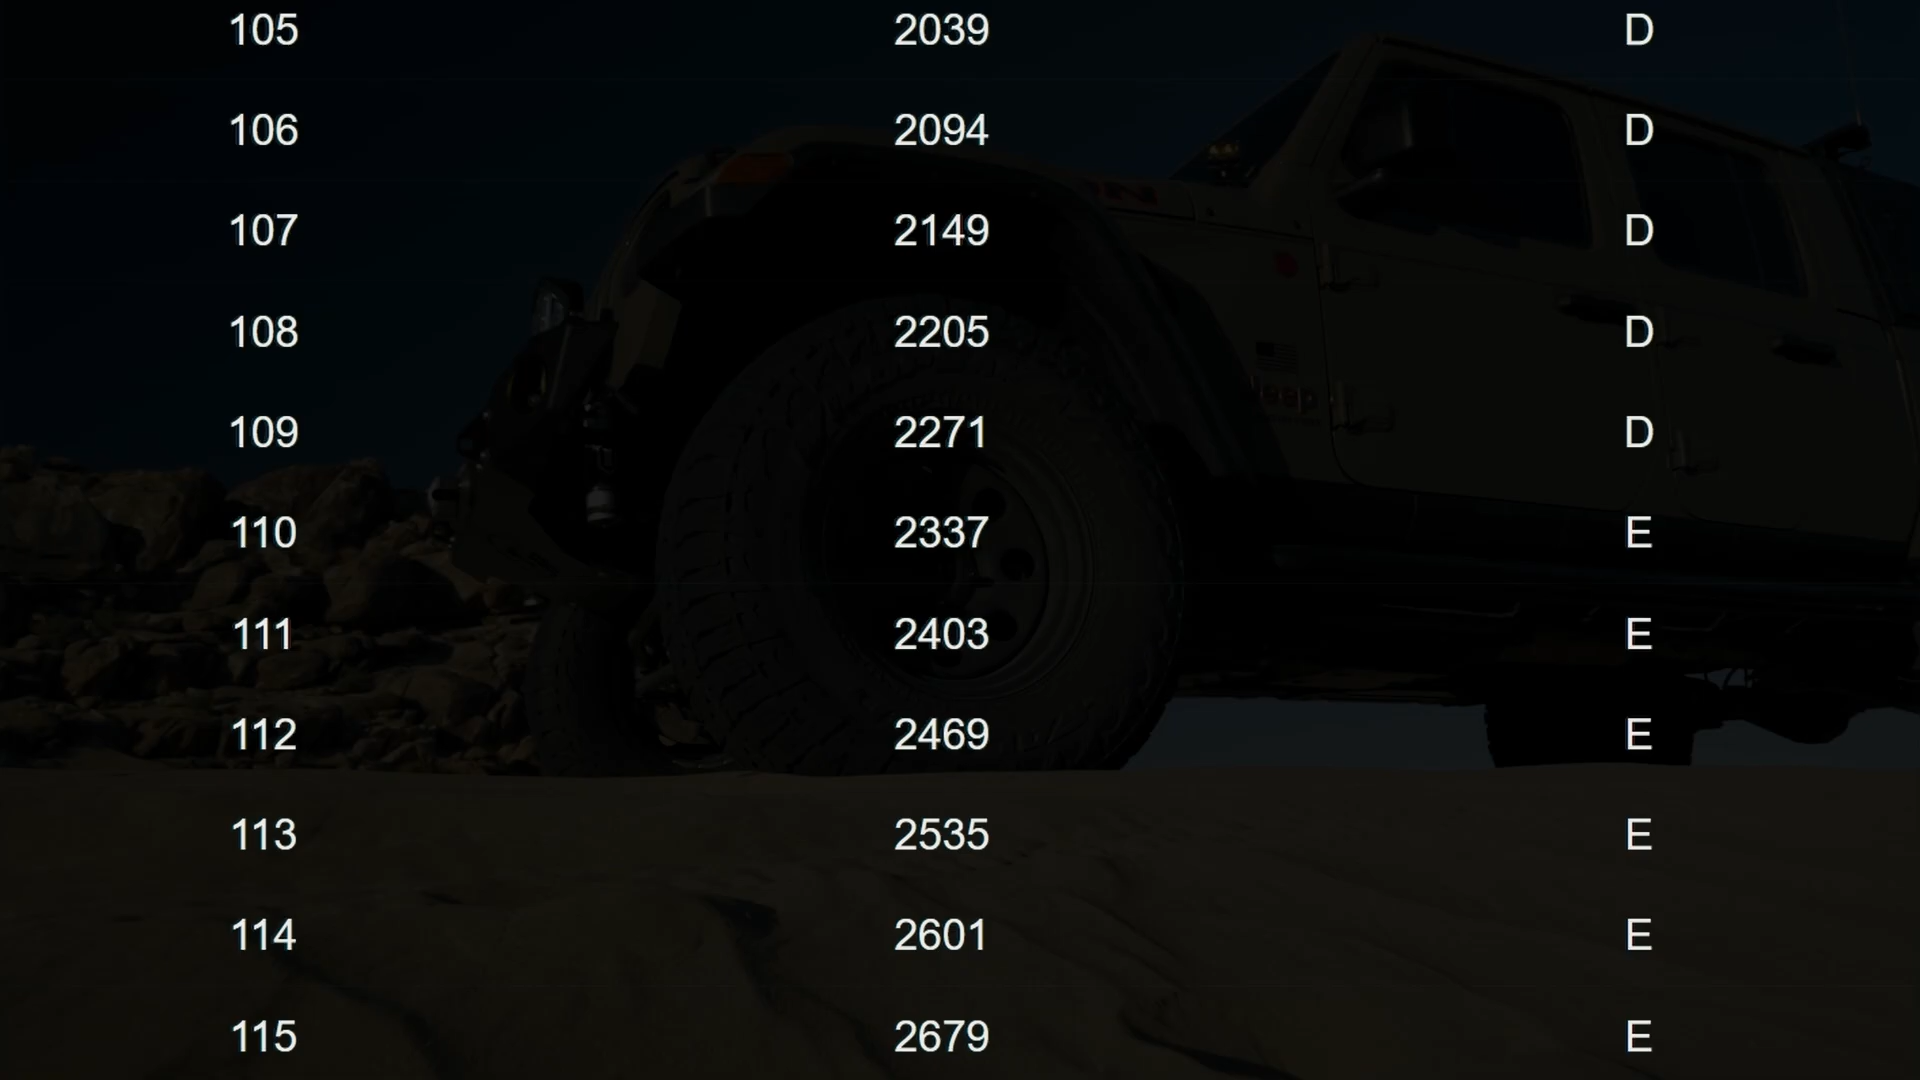 105 2039 D
106 2094 D
107 2149 D
108 2205 D
109 2271 D
110 2337 E
111 2403 E
112 2469 E
113 2535 E
114 2601 E
115 2679 E